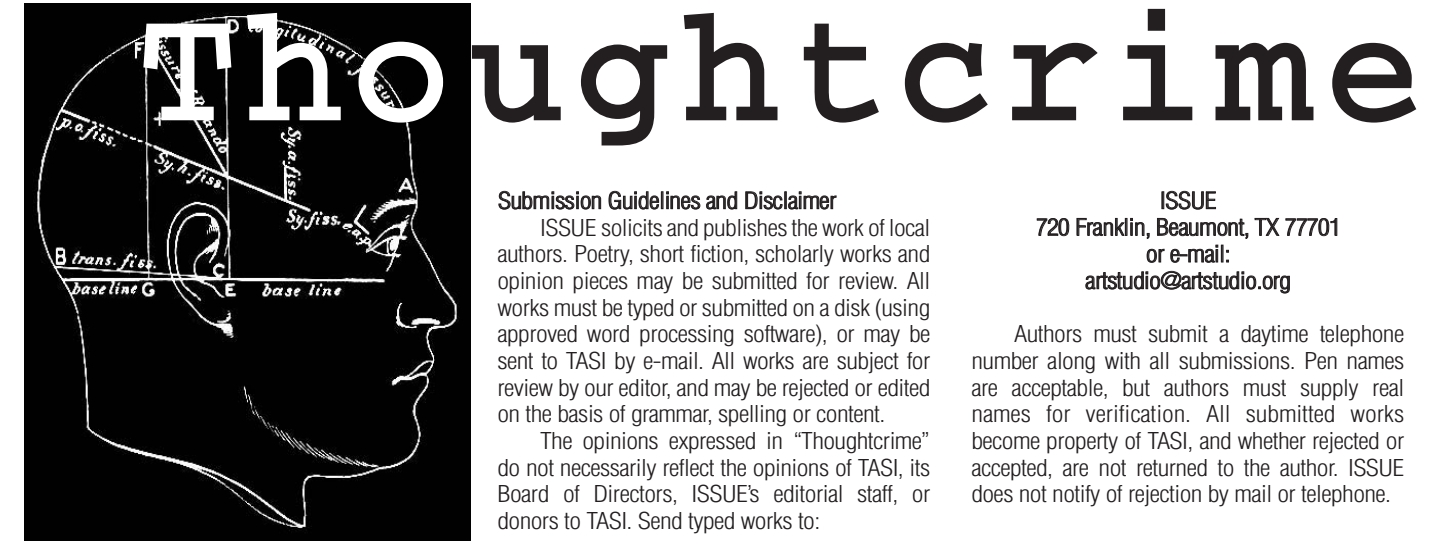 Thoughtcrime
D longitudinal fissure
F
fissure Rolando
p.o.fiss.
Sy.h.fiss.
Sy.a.fiss.
Sy.fiss.
e.a.p.
A
B trans. fiss.
C
base line G
E
base line
Submission Guidelines and Disclaimer
ISSUE solicits and publishes the work of local
authors. Poetry, short fiction, scholarly works and
opinion pieces may be submitted for review. All
works must be typed or submitted on a disk (using
approved word processing software), or may be
sent to TASI by e-mail. All works are subject for
review by our editor, and may be rejected or edited
on the basis of grammar, spelling or content.
The opinions expressed in “Thoughtcrime”
do not necessarily reflect the opinions of TASI, its
Board of Directors, ISSUE’s editorial staff, or
donors to TASI. Send typed works to:
ISSUE
720 Franklin, Beaumont, TX 77701
or e-mail:
artstudio@artstudio.org
Authors must submit a daytime telephone
number along with all submissions. Pen names
are acceptable, but authors must supply real
names for verification. All submitted works
become property of TASI, and whether rejected or
accepted, are not returned to the author. ISSUE
does not notify of rejection by mail or telephone.